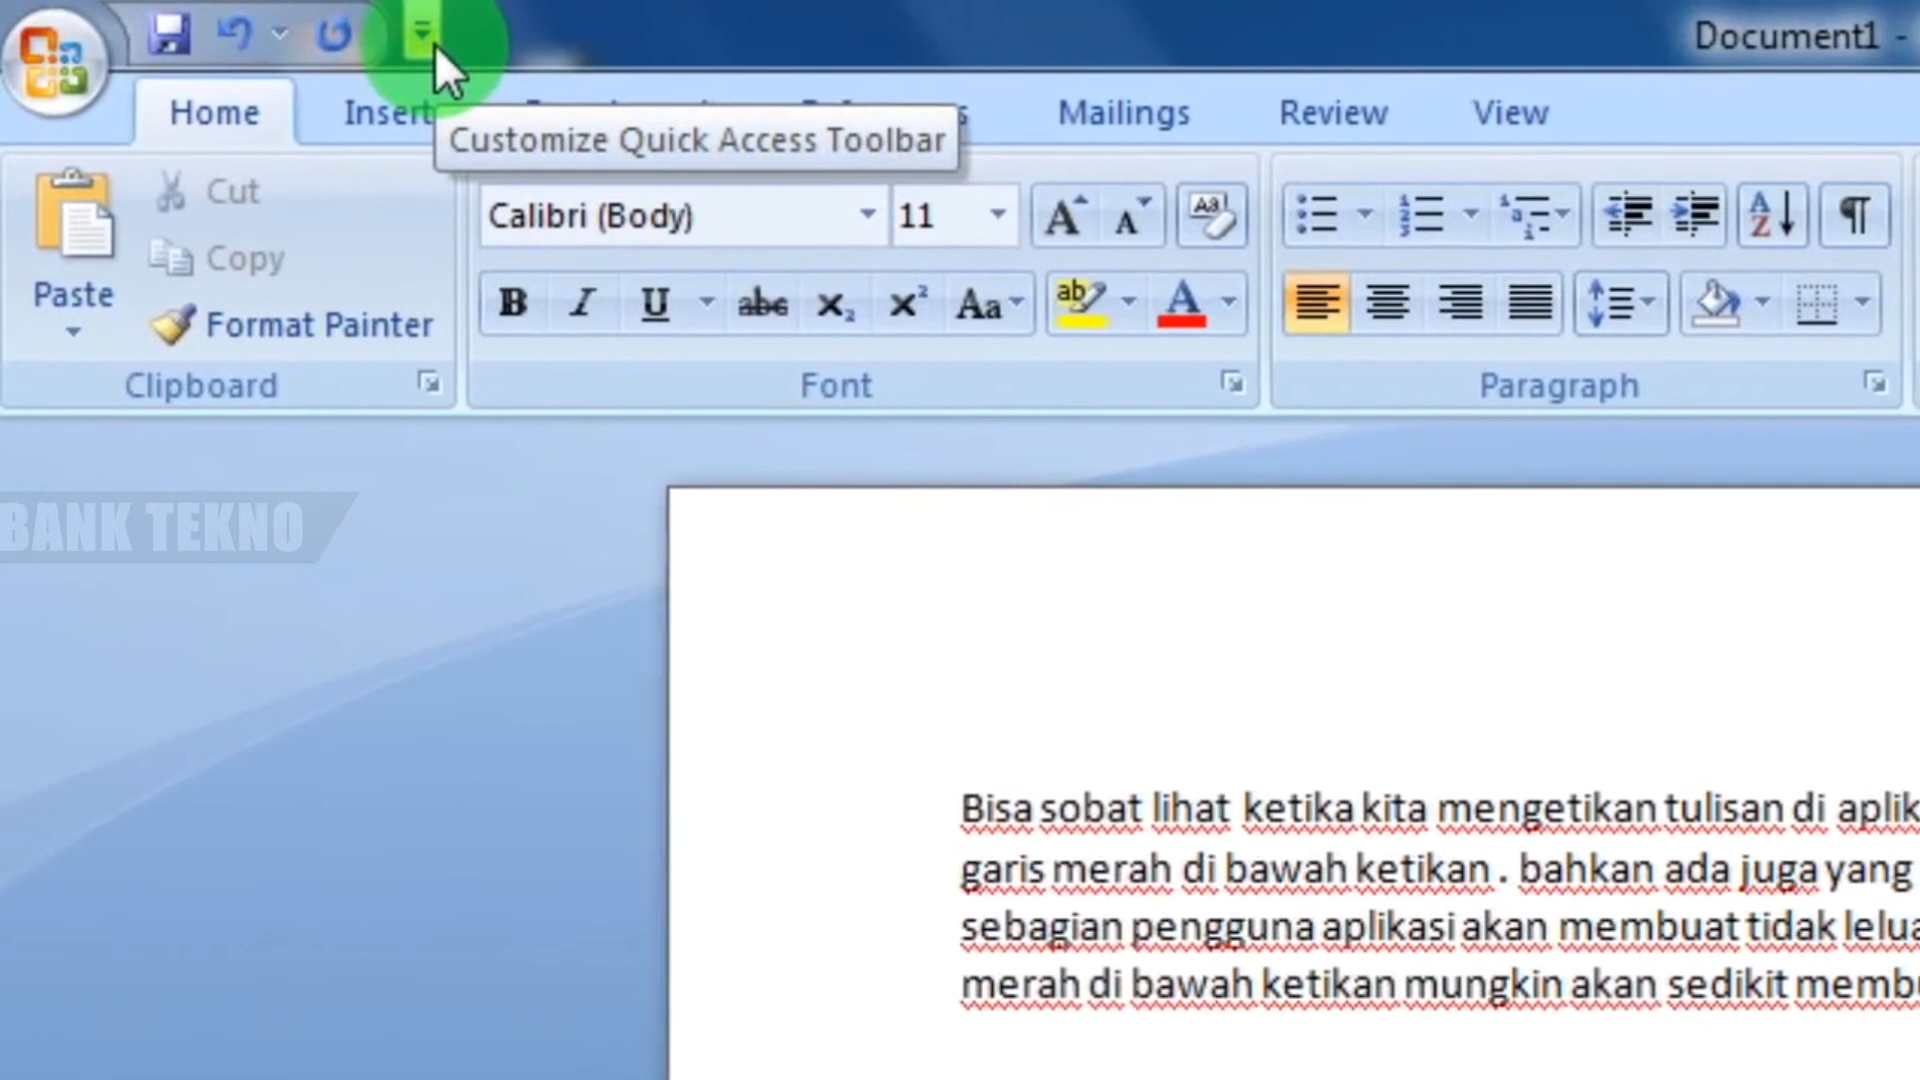 Document1 -
Home
Insert
Mailings
Review
View
Customize Quick Access Toolbar
Paste
Cut
Copy
Format Painter
Clipboard
Calibri (Body)
11
Font
Paragraph
BANK TEKNO
Bisa sobat lihat ketika kita mengetikan tulisan di aplik
garis merah di bawah ketikan . bahkan ada juga yang
sebagian pengguna aplikasi akan membuat tidak lelua
merah di bawah ketikan mungkin akan sedikit membu